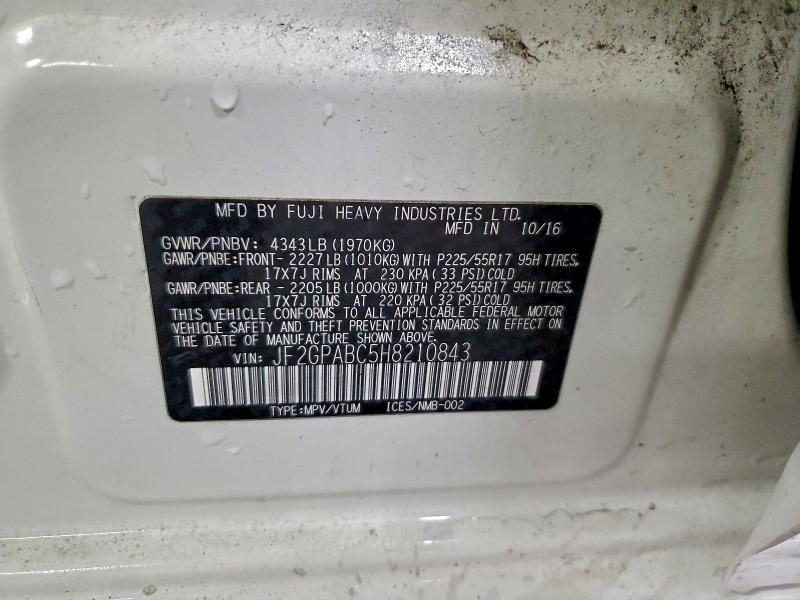 MFD BY FUJI HEAVY INDUSTRIES LTD.
MFD IN 10/16
GVWR/PNBV: 4343LB (1970KG)
GAWR/PNBE:FRONT- 2227LB (1010KG) WITH P225/55R17 95H TIRES,
17X7J RIMS AT 230 KPA (33 PSI) COLD
GAWR/PNBE:REAR - 2205LB (1000KG) WITH P225/55R17 95H TIRES,
17X7J RIMS AT 220 KPA (32 PSI) COLD
THIS VEHICLE CONFORMS TO ALL APPLICABLE FEDERAL MOTOR
VEHICLE SAFETY AND THEFT PREVENTION STANDARDS IN EFFECT ON
THE DATE OF MANUFACTURE SHOWN ABOVE.
VIN: JF2GPABC5H8210843
TYPE:MPV/VTUM ICES/NMB-002